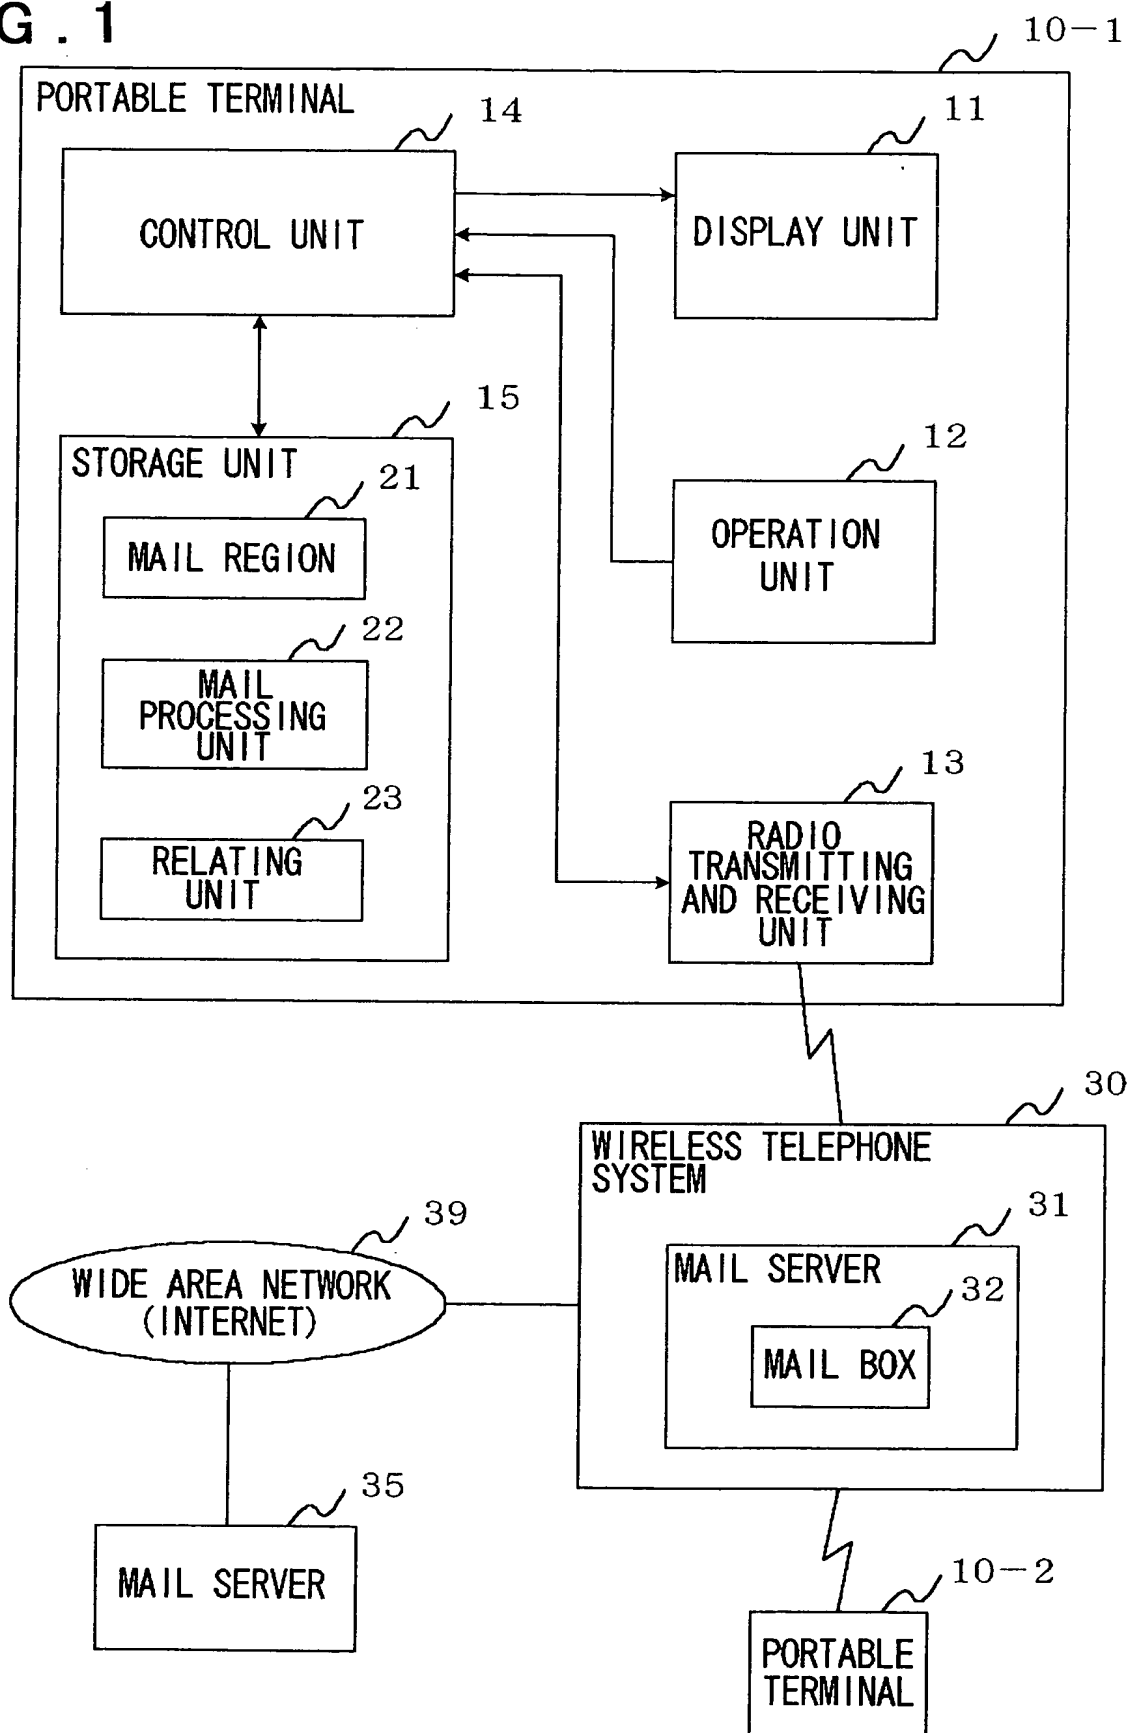 G.1
10-1
PORTABLE TERMINAL
14
11
CONTROL UNIT
DISPLAY UNIT
15
12
STORAGE UNIT
21
MAIL REGION
OPERATION
UNIT
22
MAIL
PROCESSING
UNIT
13
23
RELATING
UNIT
RADIO
TRANSMITTING
AND RECEIVING
UNIT
30
WIRELESS TELEPHONE
SYSTEM
39
31
WIDE AREA NETWORK
(INTERNET)
MAIL SERVER
32
MAIL BOX
35
MAIL SERVER
10-2
PORTABLE
TERMINAL